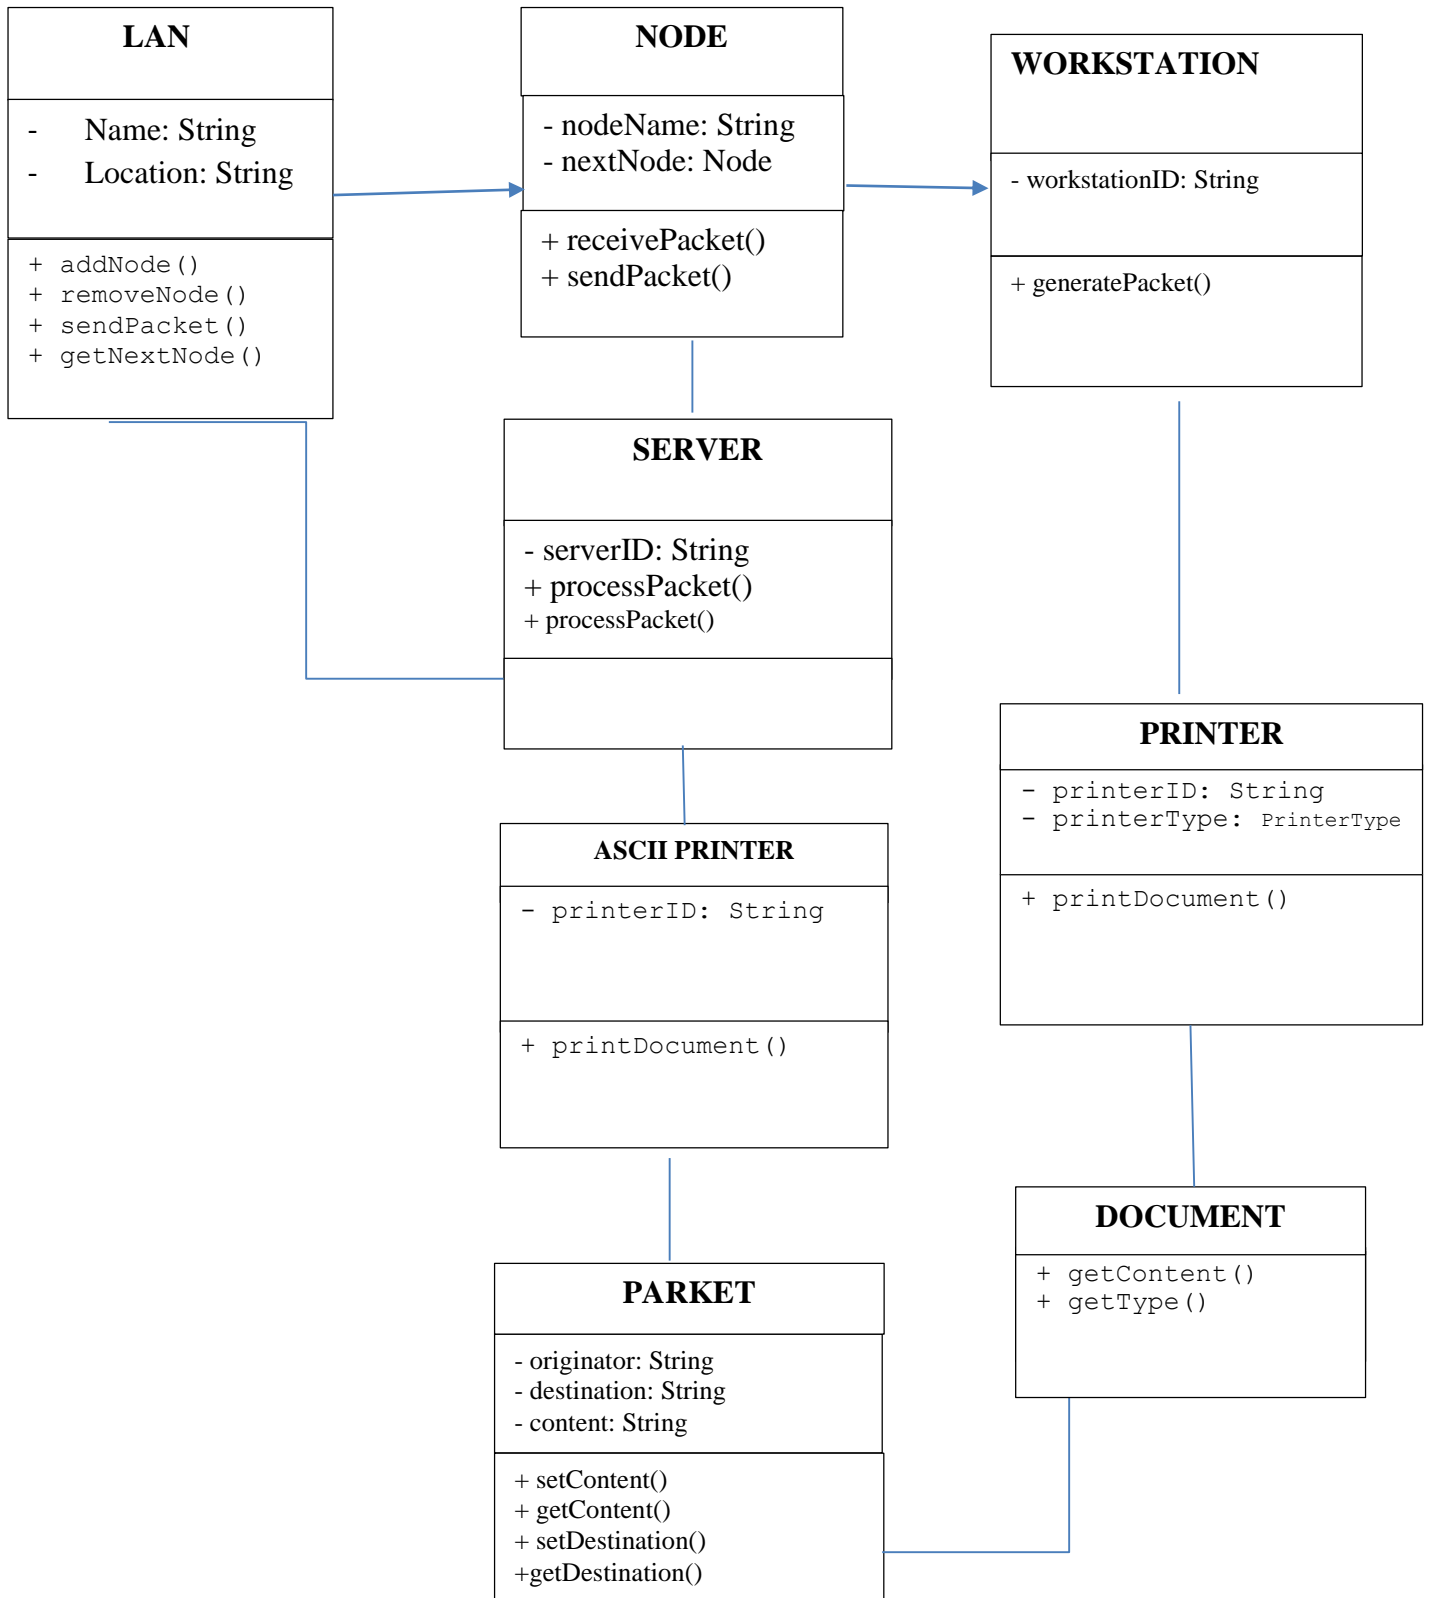 LAN
- Name: String
- Location: String
+ addNode()
+ removeNode()
+ sendPacket()
+ getNextNode()
NODE
- nodeName: String
- nextNode: Node
+ receivePacket()
+ sendPacket()
WORKSTATION
- workstationID: String
+ generatePacket()
SERVER
- serverID: String
+ processPacket()
+ processPacket()
PRINTER
- printerID: String
- printerType: PrinterType
+ printDocument()
ASCII PRINTER
- printerID: String
+ printDocument()
DOCUMENT
+ getContent()
+ getType()
PARKET
- originator: String
- destination: String
- content: String
+ setContent()
+ getContent()
+ setDestination()
+getDestination()